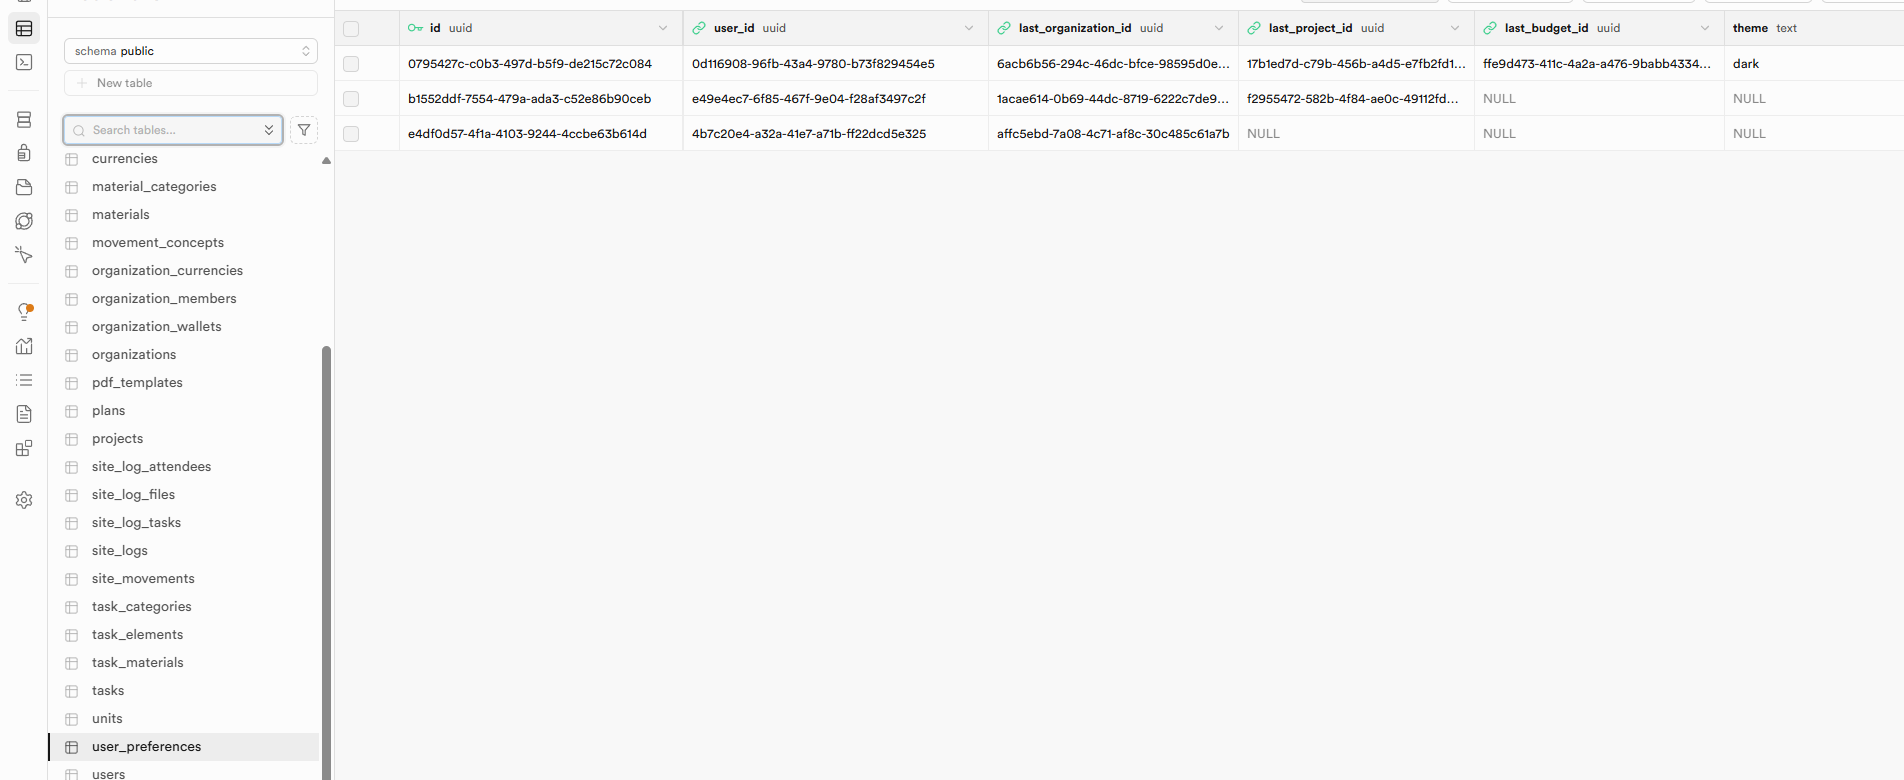 schema public
New table
Search tables...
currencies
material_categories
materials
movement_concepts
organization_currencies
organization_members
organization_wallets
organizations
pdf_templates
plans
projects
site_log_attendees
site_log_files
site_log_tasks
site_logs
site_movements
task_categories
task_elements
task_materials
tasks
units
user_preferences
users
id uuid user_id uuid last_organization_id uuid last_project_id uuid last_budget_id uuid theme text
0795427c-c0b3-497d-b5f9-de215c72c084 0d116908-96fb-43a4-9780-b73f829454e5 6acb6b56-294c-46dc-bfce-98595d0e... 17b1ed7d-c79b-456b-a4d5-e7fb2fd1... ffe9d473-411c-4a2a-a476-9babb4334... dark
b1552ddf-7554-479a-ada3-c52e86b90ceb e49e4ec7-6f85-467f-9e04-f28af3497c2f 1acae614-0b69-44dc-8719-6222c7de9... f2955472-582b-4f84-ae0c-49112fd... NULL NULL
e4df0d57-4f1a-4103-9244-4ccbe63b614d 4b7c20e4-a32a-41e7-a71b-ff22dcd5e325 affc5ebd-7a08-4c71-af8c-30c485c61a7b NULL NULL NULL